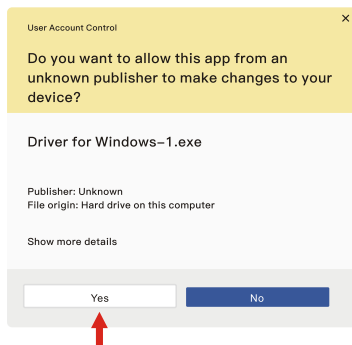 User Account Control
Do you want to allow this app from an
unknown publisher to make changes to your
device?
Driver for Windows-1.exe
Publisher: Unknown
File origin: Hard drive on this computer
Show more details
Yes
No